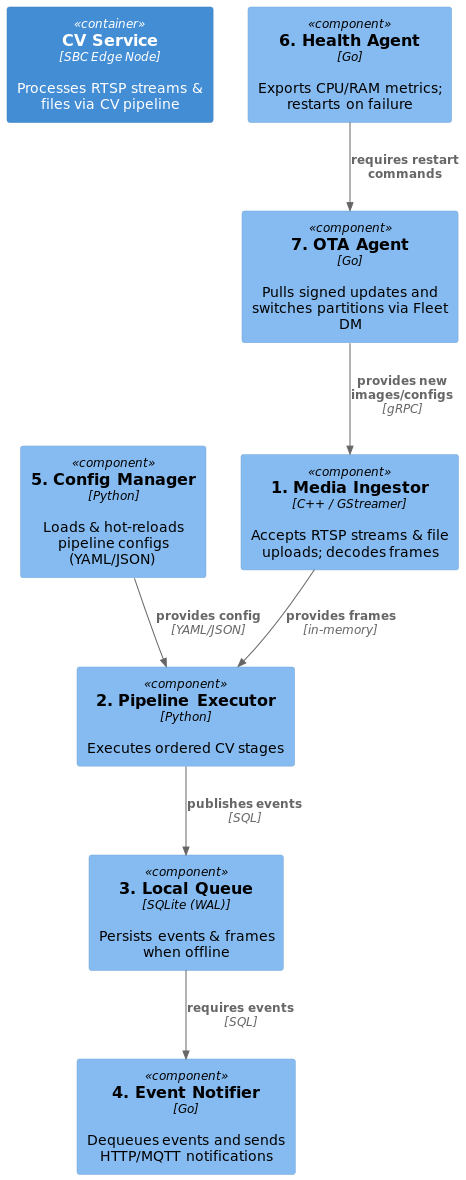 «container»
CV Service
[SBC Edge Node]
Processes RTSP streams &
files via CV pipeline
«component»
6. Health Agent
[Go]
Exports CPU/RAM metrics;
restarts on failure
requires restart
commands
«component»
7. OTA Agent
[Go]
Pulls signed updates and
switches partitions via Fleet
DM
provides new
images/configs
[gRPC]
«component»
5. Config Manager
[Python]
Loads & hot-reloads
pipeline configs
(YAML/JSON)
«component»
1. Media Ingestor
[C++ / GStreamer]
Accepts RTSP streams & file
uploads; decodes frames
provides config
[YAML/JSON]
provides frames
[in-memory]
«component»
2. Pipeline Executor
[Python]
Executes ordered CV stages
publishes events
[SQL]
«component»
3. Local Queue
[SQLite (WAL)]
Persists events & frames
when offline
requires events
[SQL]
«component»
4. Event Notifier
[Go]
Dequeues events and sends
HTTP/MQTT notifications